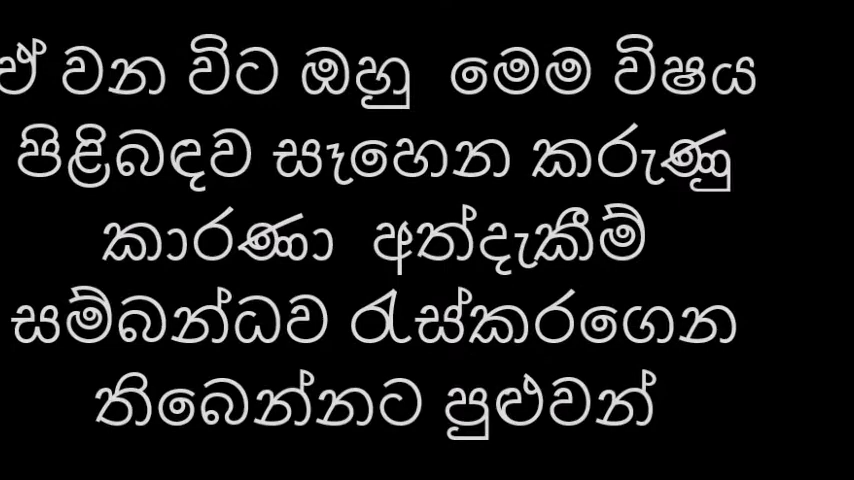 ඒ වන විට ඔහු මෙම විෂය
පිළිබඳව සෑහෙන කරුණු
කාරණා අත්දැකීම්
සම්බන්ධව රැස්කරගෙන
තිබෙන්නට පුළුවන්